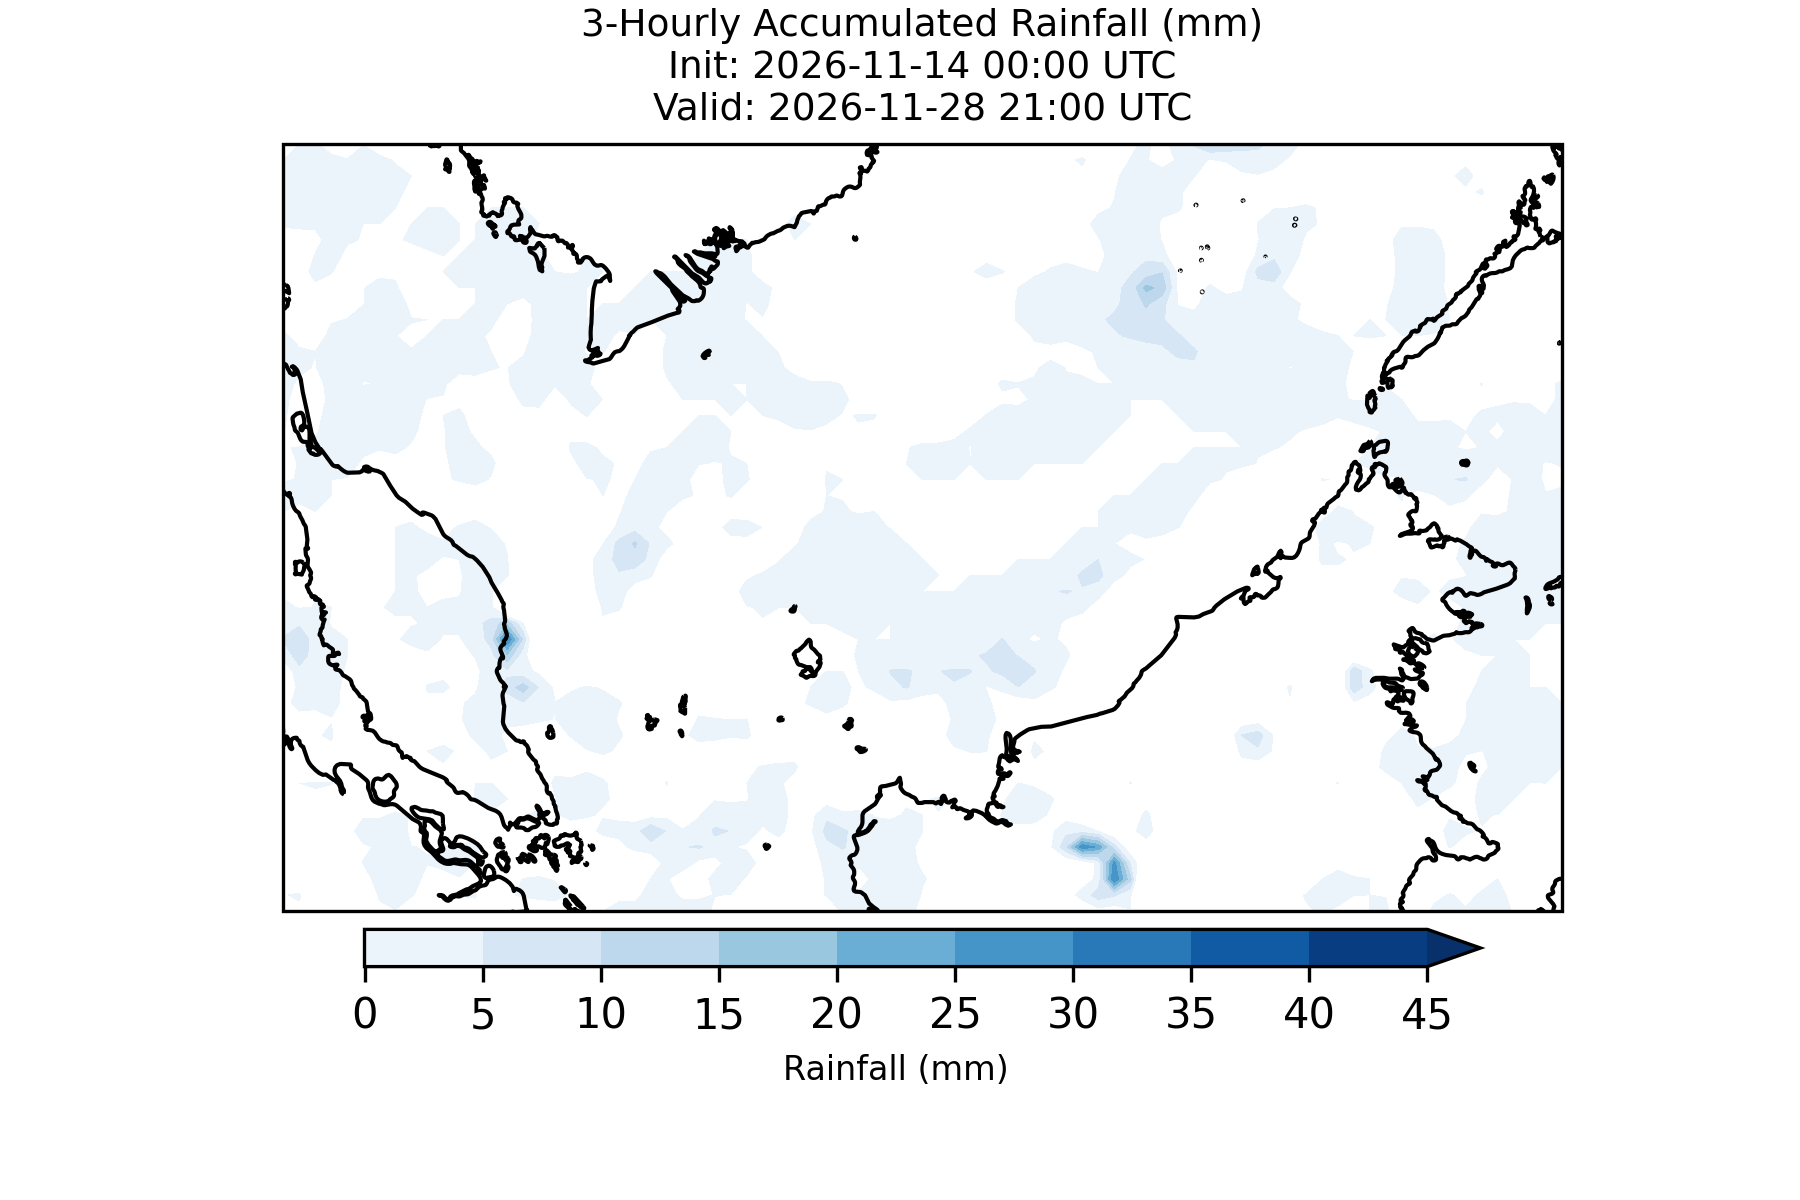 3-Hourly Accumulated Rainfall (mm)
Init: 2026-11-14 00:00 UTC
Valid: 2026-11-28 21:00 UTC
0 5 10 15 20 25 30 35 40 45
Rainfall (mm)